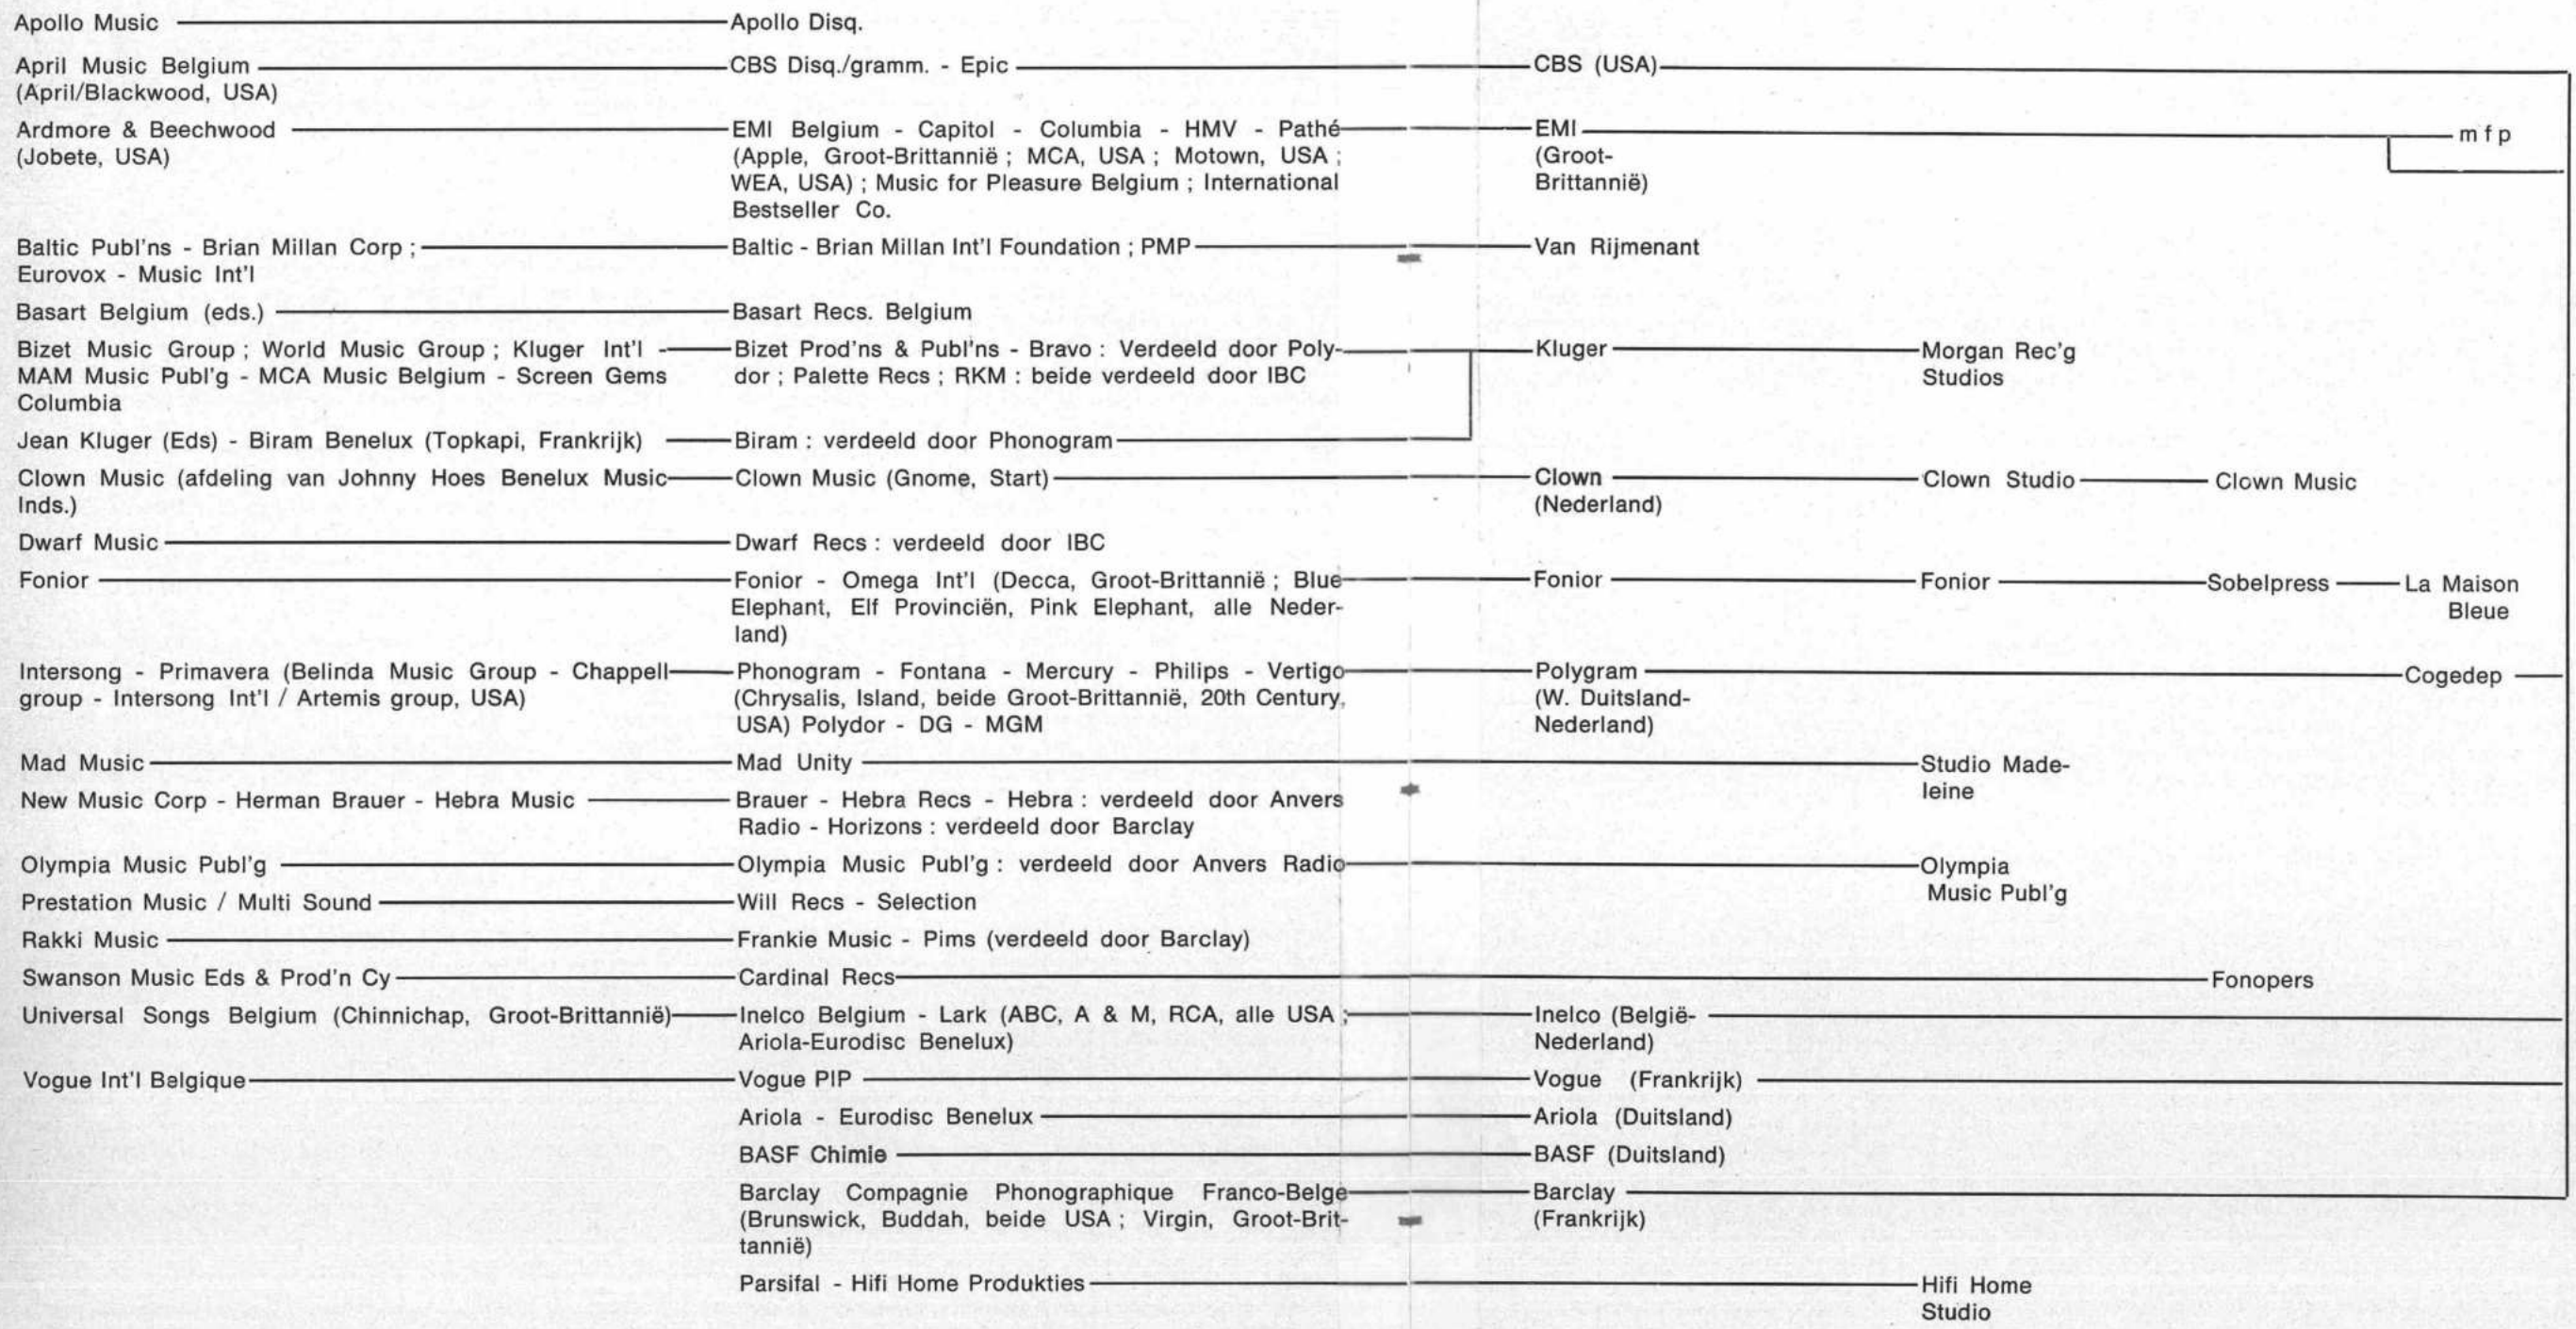 Apollo Music Apollo Disq.
April Music Belgium CBS Disq./gramm. - Epic CBS (USA)
(April/Blackwood, USA)
Ardmore & Beechwood EMI Belgium - Capitol - Columbia - HMV - Pathé EMI mfp
(Jobete, USA) (Apple, Groot-Brittannië ; MCA, USA ; Motown, USA ; (Groot-
WEA, USA) ; Music for Pleasure Belgium ; International Brittannië)
Bestseller Co.
Baltic Publ'ns - Brian Millan Corp ; Baltic - Brian Millan Int'l Foundation ; PMP Van Rijmenant
Eurovox - Music Int'l
Basart Belgium (eds.) Basart Recs. Belgium
Bizet Music Group ; World Music Group ; Kluger Int'l - Bizet Prod'ns & Publ'ns - Bravo : Verdeeld door Poly- Kluger Morgan Rec'g
MAM Music Publ'g - MCA Music Belgium - Screen Gems dor ; Palette Recs ; RKM : beide verdeeld door IBC Studios
Columbia
Jean Kluger (Eds) - Biram Benelux (Topkapi, Frankrijk) Biram : verdeeld door Phonogram
Clown Music (afdeling van Johnny Hoes Benelux Music Clown Music (Gnome, Start) Clown Clown Studio Clown Music
Inds.) (Nederland)
Dwarf Music Dwarf Recs : verdeeld door IBC
Fonior Fonior - Omega Int'l (Decca, Groot-Brittannië ; Blue Fonior Fonior Sobelpress La Maison
Elephant, Elf Provinciën, Pink Elephant, alle Neder- Bleue
land)
Intersong - Primavera (Belinda Music Group - Chappell Phonogram - Fontana - Mercury - Philips - Vertigo Polygram Cogedep
group - Intersong Int'l / Artemis group, USA) (Chrysalis, Island, beide Groot-Brittannië, 20th Century, (W. Duitsland-
USA) Polydor - DG - MGM Nederland)
Mad Music Mad Unity Studio Made-
leine
New Music Corp - Herman Brauer - Hebra Music Brauer - Hebra Recs - Hebra : verdeeld door Anvers
Radio - Horizons : verdeeld door Barclay
Olympia Music Publ'g Olympia Music Publ'g : verdeeld door Anvers Radio Olympia
Music Publ'g
Prestation Music / Multi Sound Will Recs - Selection
Rakki Music Frankie Music - Pims (verdeeld door Barclay)
Swanson Music Eds & Prod'n Cy Cardinal Recs Fonopers
Universal Songs Belgium (Chinnichap, Groot-Brittannië) Inelco Belgium - Lark (ABC, A & M, RCA, alle USA ; Inelco (België-
Ariola-Eurodisc Benelux) Nederland)
Vogue Int'l Belgique Vogue PIP Vogue (Frankrijk)
Ariola - Eurodisc Benelux Ariola (Duitsland)
BASF Chimie BASF (Duitsland)
Barclay Compagnie Phonographique Franco-Belge Barclay
(Brunswick, Buddah, beide USA ; Virgin, Groot-Brit- (Frankrijk)
tannië)
Parsifal - Hifi Home Produkties Hifi Home
Studio